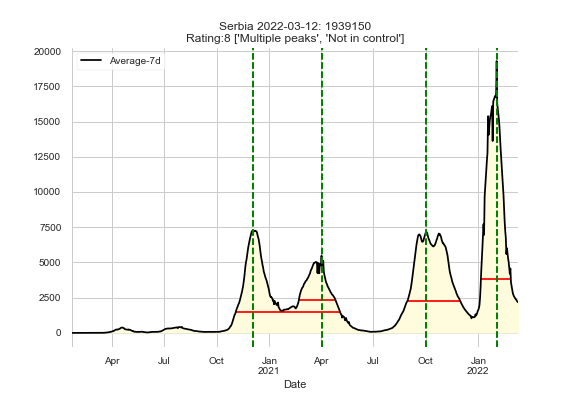 Serbia 2022-03-12: 1939150
Rating:8 ['Multiple peaks', 'Not in control']
Average-7d
20000
17500
15000
12500
10000
7500
5000
2500
0
Apr Jul Oct Jan Apr Jul Oct Jan
2021 2022
Date